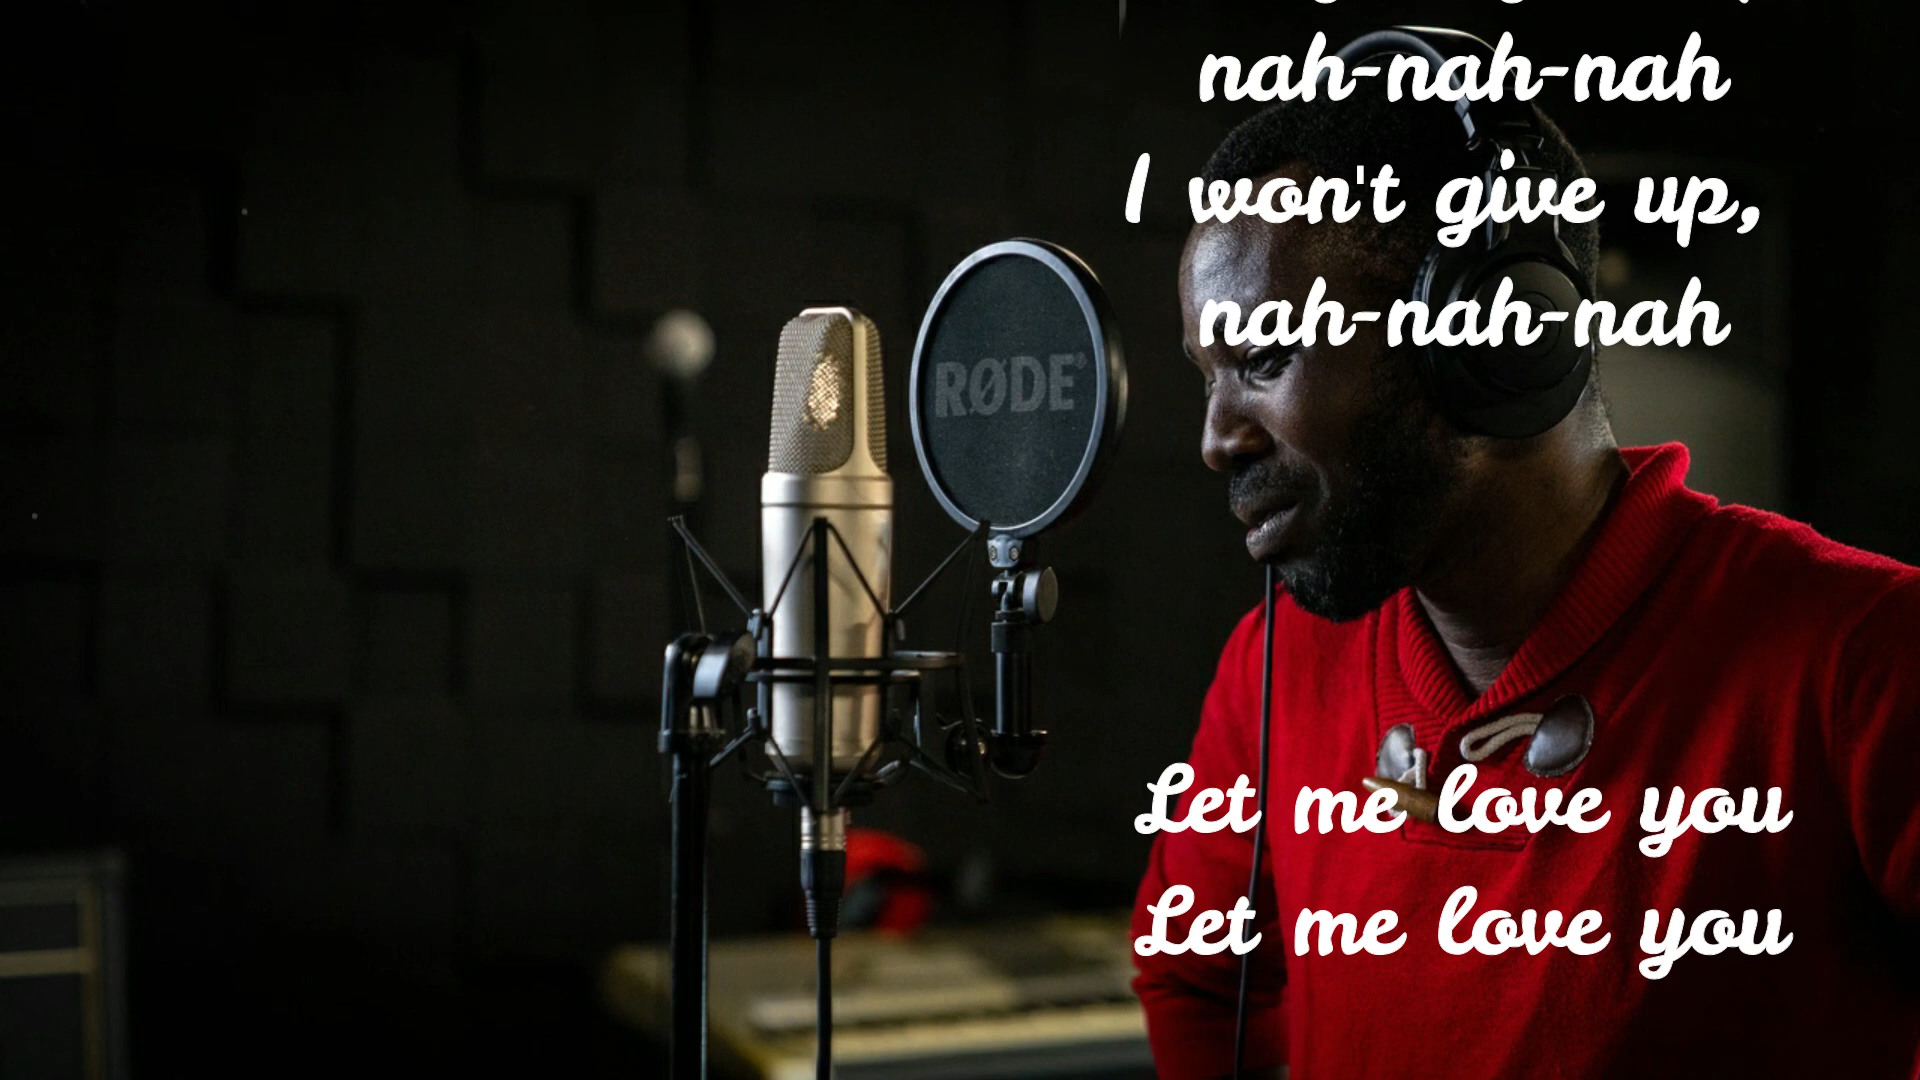 nah-nah-nah
I won't give up,
nah-nah-nah
RØDE
Let me love you
Let me love you